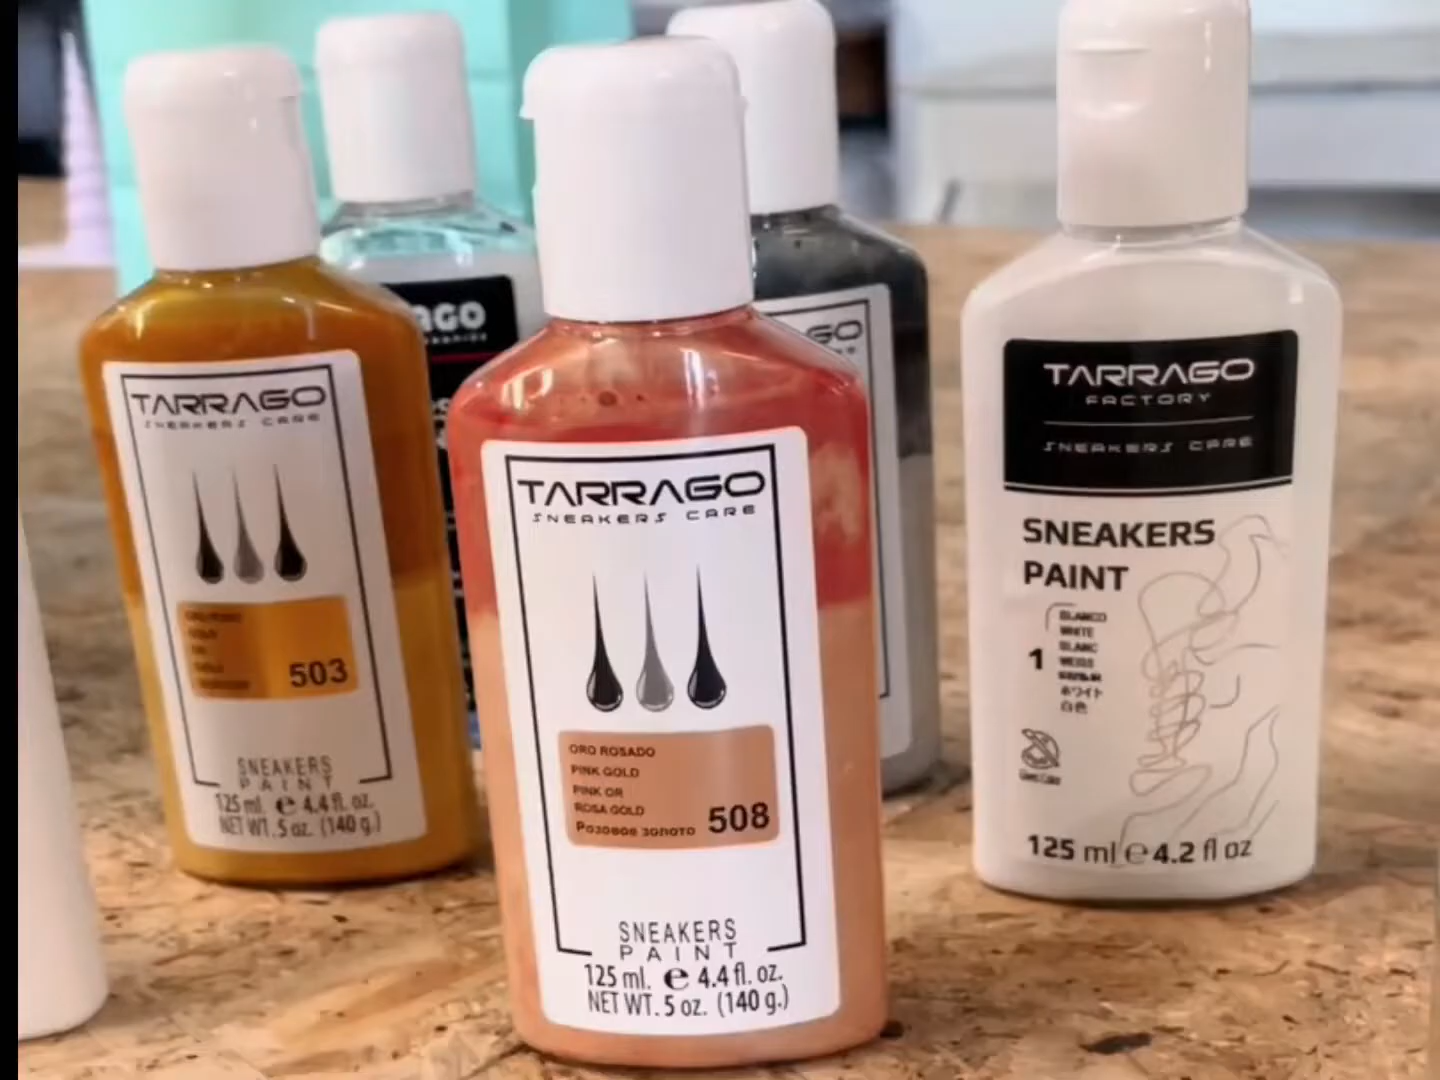 TARRAGO
SNEAKERS CARE
503
SNEAKERS
PAINT
125 ml. e 4.4 fl. oz.
NET WT. 5 oz. (140 g.)
TARRAGO
SNEAKERS CARE
ORO ROSADO
PINK GOLD
PINK OR
ROSA GOLD
Розовое золото
508
SNEAKERS
PAINT
125 ml. e 4.4 fl. oz.
NET WT. 5 oz. (140 g.)
TARRAGO
FACTORY
SNEAKERS CARE
SNEAKERS
PAINT
1
BLANCO
WHITE
BLANC
WEISS
ホワイト
白色
125 ml e 4.2 fl oz